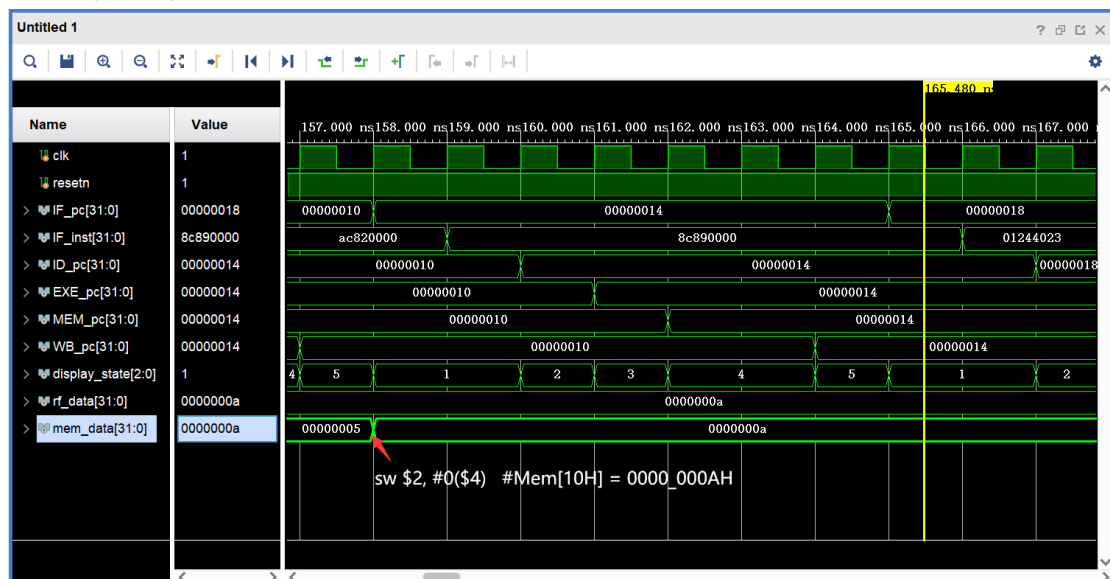 Untitled 1
165.480 ns
Name Value
157.000 ns 158.000 ns 159.000 ns 160.000 ns 161.000 ns 162.000 ns 163.000 ns 164.000 ns 165.000 ns 166.000 ns 167.000
clk 1
resetn 1
IF_pc[31:0] 00000018 00000010 00000014 00000018
IF_inst[31:0] 8c890000 ac820000 8c890000 01244023
ID_pc[31:0] 00000014 00000010 00000014 00000018
EXE_pc[31:0] 00000014 00000010 00000014
MEM_pc[31:0] 00000014 00000010 00000014
WB_pc[31:0] 00000014 00000010 00000014
display_state[2:0] 1 4 5 1 2 3 4 5 1 2
rf_data[31:0] 0000000a 0000000a
mem_data[31:0] 0000000a 00000005 0000000a
sw $2, #0($4) #Mem[10H] = 0000_000AH